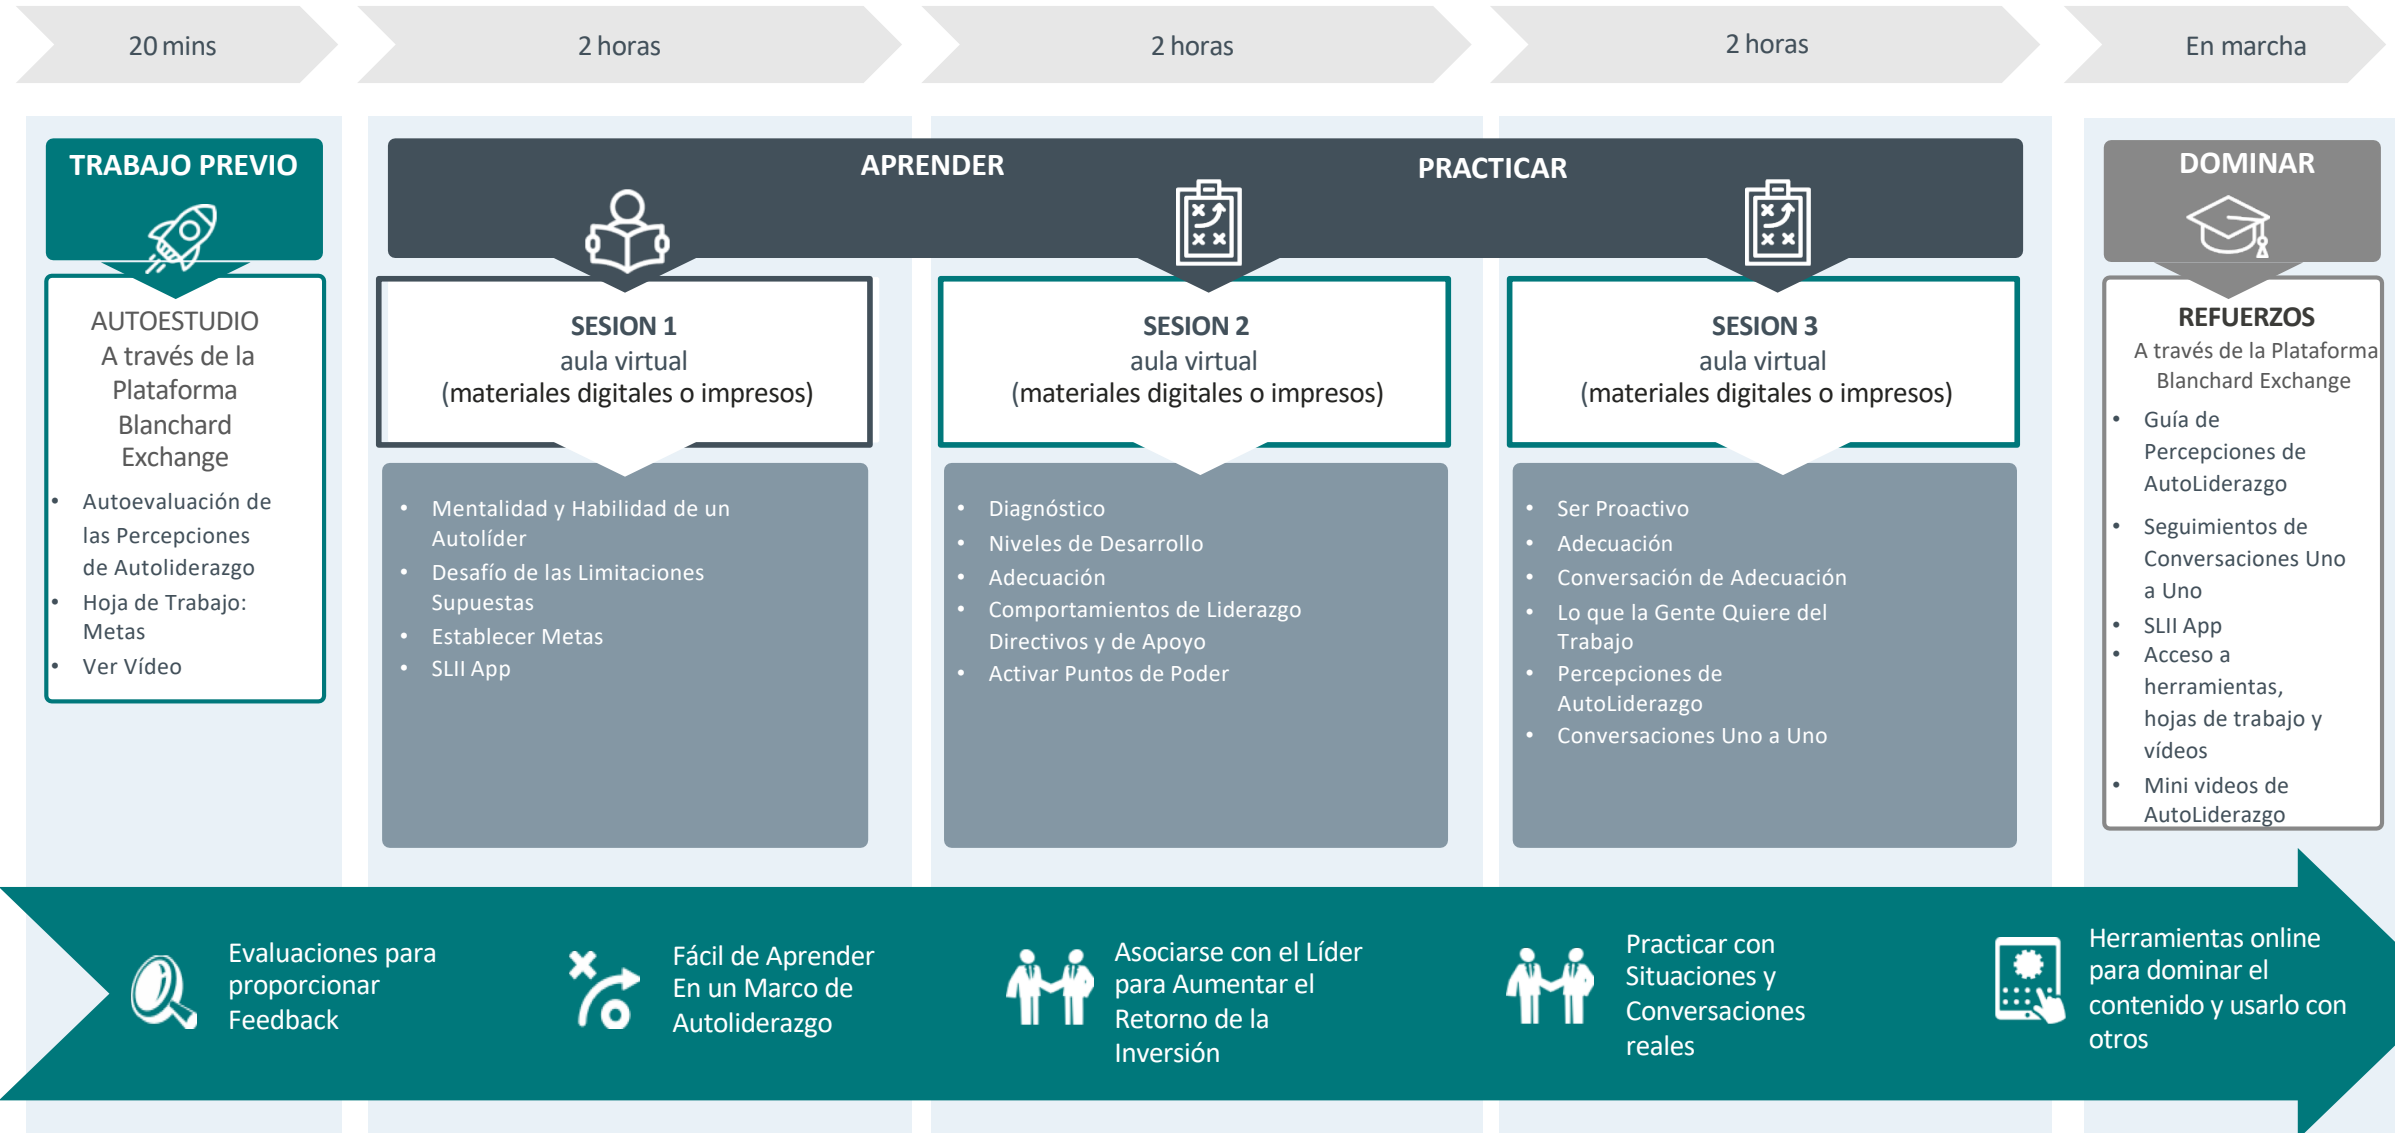 20 mins
2 horas
2 horas
2 horas
En marcha
TRABAJO PREVIO
APRENDER
PRACTICAR
DOMINAR
AUTOESTUDIO
A través de la
Plataforma
Blanchard
Exchange
• Autoevaluación de
las Percepciones
de Autoliderazgo
• Hoja de Trabajo:
Metas
• Ver Vídeo
SESION 1
aula virtual
(materiales digitales o impresos)
• Mentalidad y Habilidad de un
Autolíder
• Desafío de las Limitaciones
Supuestas
• Establecer Metas
• SLII App
SESION 2
aula virtual
(materiales digitales o impresos)
• Diagnóstico
• Niveles de Desarrollo
• Adecuación
• Comportamientos de Liderazgo
Directivos y de Apoyo
• Activar Puntos de Poder
SESION 3
aula virtual
(materiales digitales o impresos)
• Ser Proactivo
• Adecuación
• Conversación de Adecuación
• Lo que la Gente Quiere del
Trabajo
• Percepciones de
AutoLiderazgo
• Conversaciones Uno a Uno
REFUERZOS
A través de la Plataforma
Blanchard Exchange
• Guía de
Percepciones de
AutoLiderazgo
• Seguimientos de
Conversaciones Uno
a Uno
• SLII App
• Acceso a
herramientas,
hojas de trabajo y
vídeos
• Mini videos de
AutoLiderazgo
Evaluaciones para
proporcionar
Feedback
Fácil de Aprender
En un Marco de
Autoliderazgo
Asociarse con el Líder
para Aumentar el
Retorno de la
Inversión
Practicar con
Situaciones y
Conversaciones
reales
Herramientas online
para dominar el
contenido y usarlo con
otros